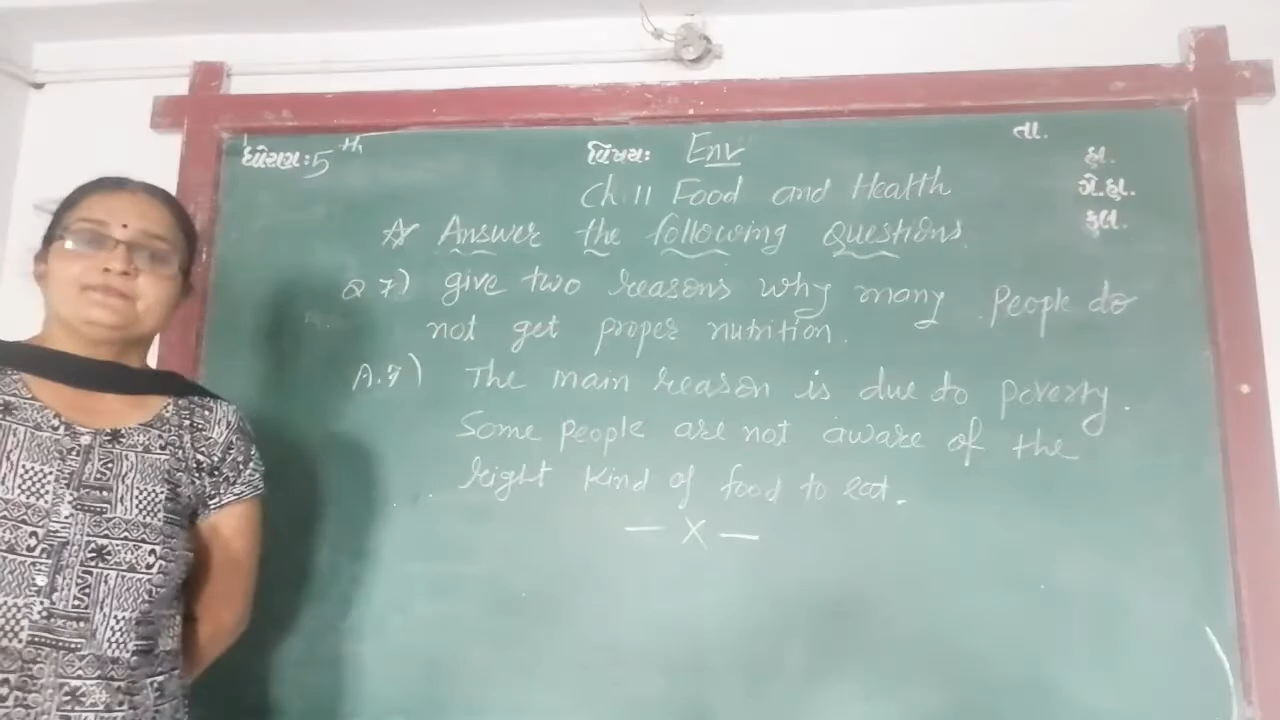 ધોરણ: 5th
વિષય: Env
તા.
હા.
ગે.હા.
કુલ.
Ch.11 Food and Health
☆ Answer the following Questions.
Q 7) give two reasons why many People do
not get proper nutrition.
A.7) The main reason is due to poverty.
Some people are not aware of the
right kind of food to eat.
— X —